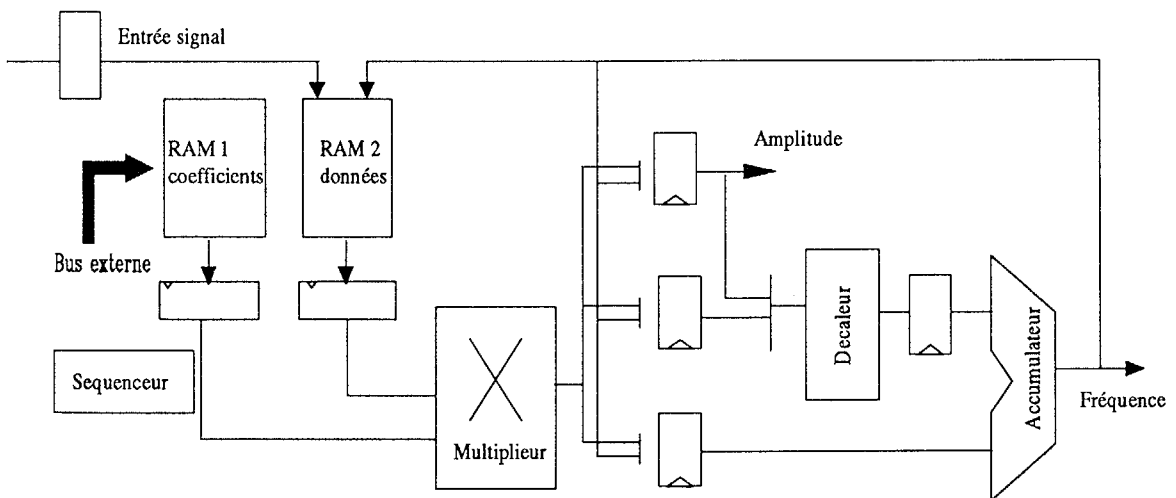 Entrée signal
RAM 1
coefficients
RAM 2
données
Amplitude
Bus externe
Decaleur
Accumulateur
Sequenceur
Multiplieur
Fréquence